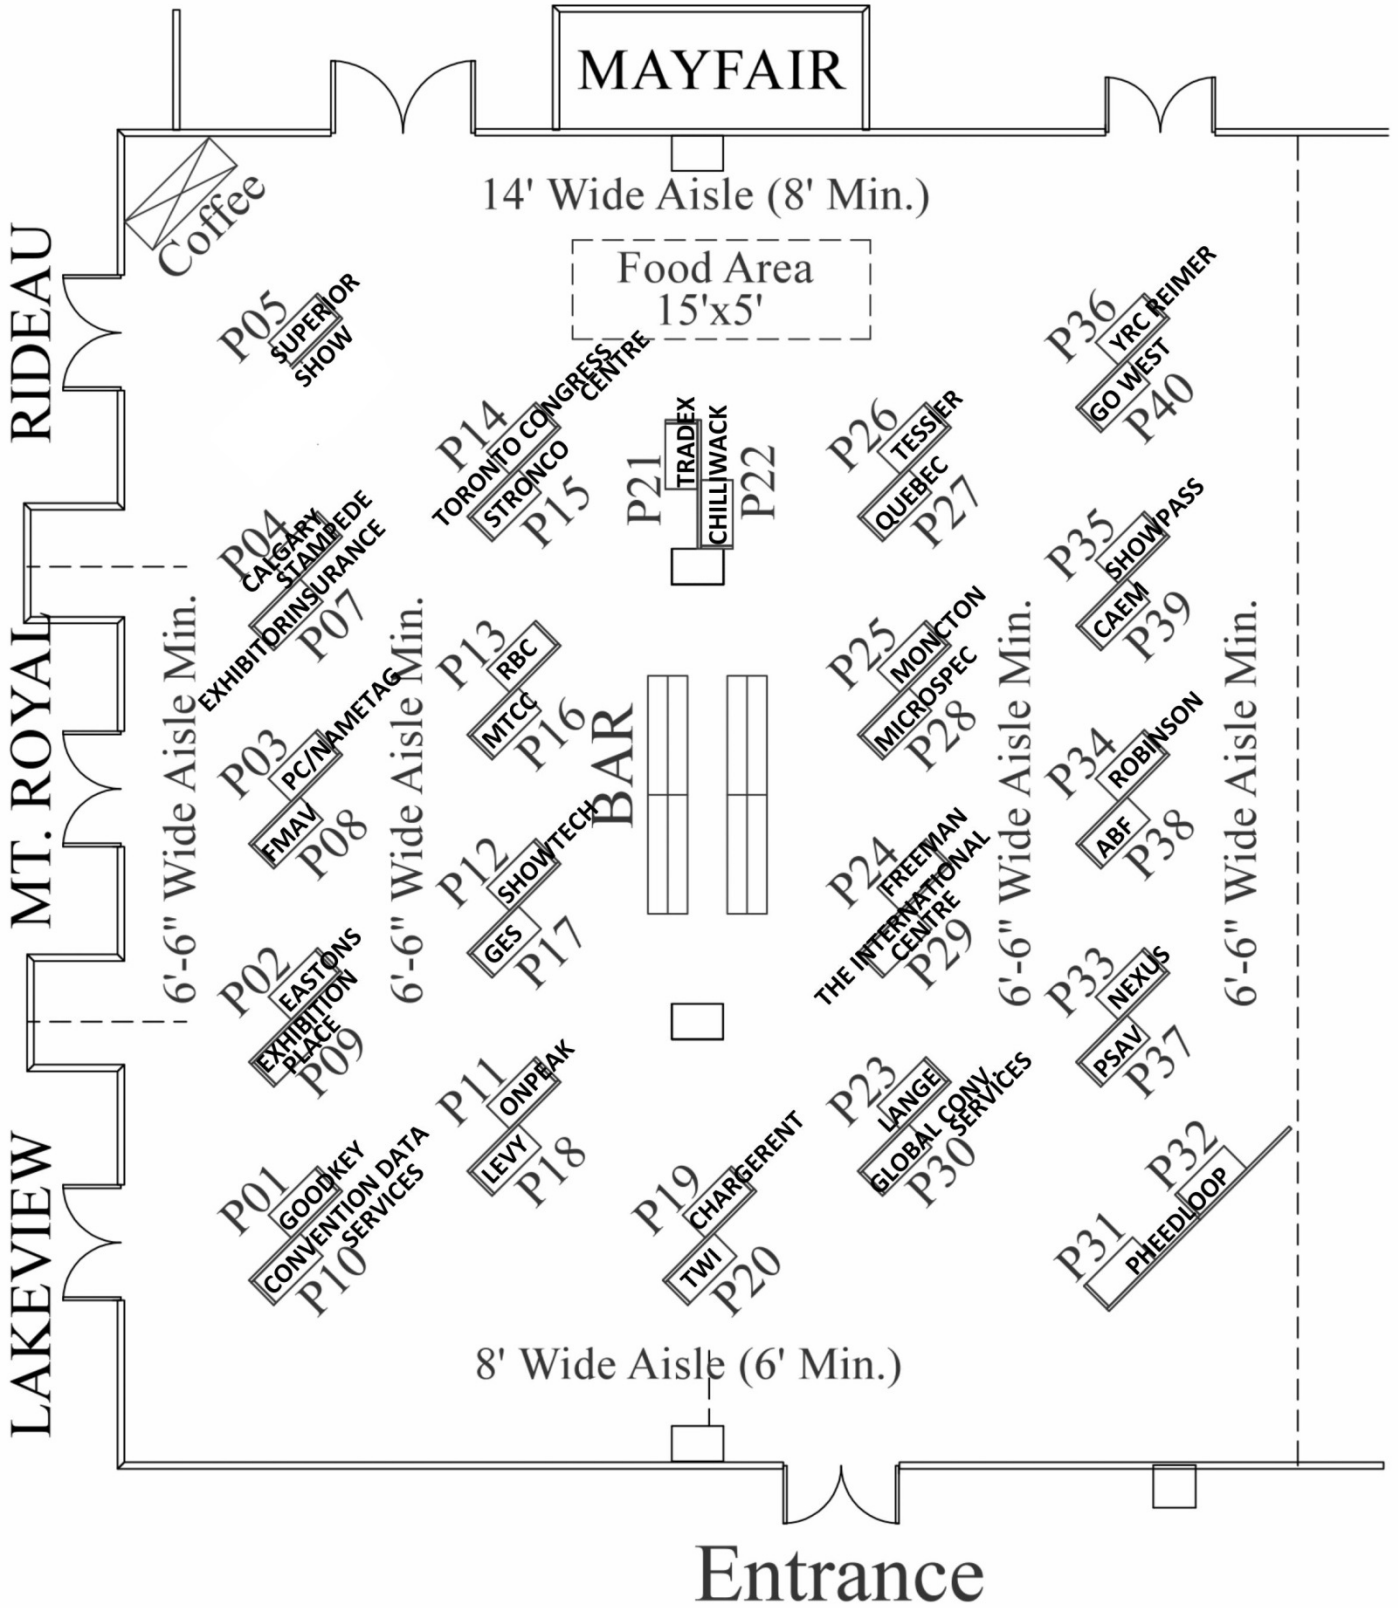 MAYFAIR
14' Wide Aisle (8' Min.)
Coffee
Food Area
15'x5'
RIDEAU
MT. ROYAL
LAKEVIEW
P05
SUPERIOR
SHOW
P14
TORONTO CONGRESS
CENTRE
STRONCO
P15
P21
TRADEX
CHILLIWACK
P22
P26
TESSIER
QUEBEC
P27
P36
YRC REIMER
GO WEST
P40
P04
CALGARY
STAMPEDE
EXHIBITORINSURANCE
P07
P13
RBC
MTCC
P16
P25
MONCTON
MICROSPEC
P28
P35
SHOWPASS
CAEM
P39
6'-6" Wide Aisle Min.
6'-6" Wide Aisle Min.
6'-6" Wide Aisle Min.
6'-6" Wide Aisle Min.
P03
PC/NAMETAG
FMAV
P08
P12
SHOWTECH
GES
P17
BAR
P24
FREEMAN
THE INTERNATIONAL
CENTRE
P29
P34
ROBINSON
ABF
P38
P02
EASTONS
EXHIBITION
PLACE
P09
P11
ONPEAK
LEVY
P18
P23
LANGE
GLOBAL CONV.
SERVICES
P30
P33
NEXUS
PSAV
P37
P01
GOODKEY
CONVENTION DATA
SERVICES
P10
P19
CHARGERENT
TWI
P20
P32
PHEEDLOOP
P31
8' Wide Aisle (6' Min.)
Entrance